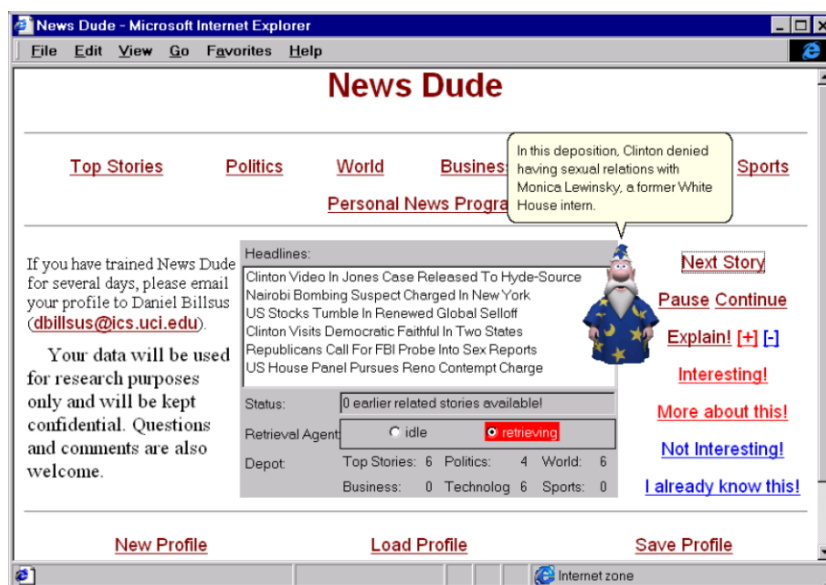 News Dude - Microsoft Internet Explorer
File Edit View Go Favorites Help
News Dude
Top Stories Politics World Busines Sports
Personal News Progra
In this deposition, Clinton denied
having sexual relations with
Monica Lewinsky, a former White
House intern.
If you have trained News Dude
for several days, please email
your profile to Daniel Billsus
(dbillsus@ics.uci.edu).
Your data will be used
for research purposes
only and will be kept
confidential. Questions
and comments are also
welcome.
Headlines:
Clinton Video In Jones Case Released To Hyde-Source
Nairobi Bombing Suspect Charged In New York
US Stocks Tumble In Renewed Global Selloff
Clinton Visits Democratic Faithful In Two States
Republicans Call For FBI Probe Into Sex Reports
US House Panel Pursues Reno Contempt Charge
Status: 0 earlier related stories available!
Retrieval Agent idle retrieving
Depot: Top Stories: 6 Politics: 4 World: 6
Business: 0 Technolog 6 Sports: 0
Next Story
Pause Continue
Explain! [+] [-]
Interesting!
More about this!
Not Interesting!
I already know this!
New Profile Load Profile Save Profile
Internet zone